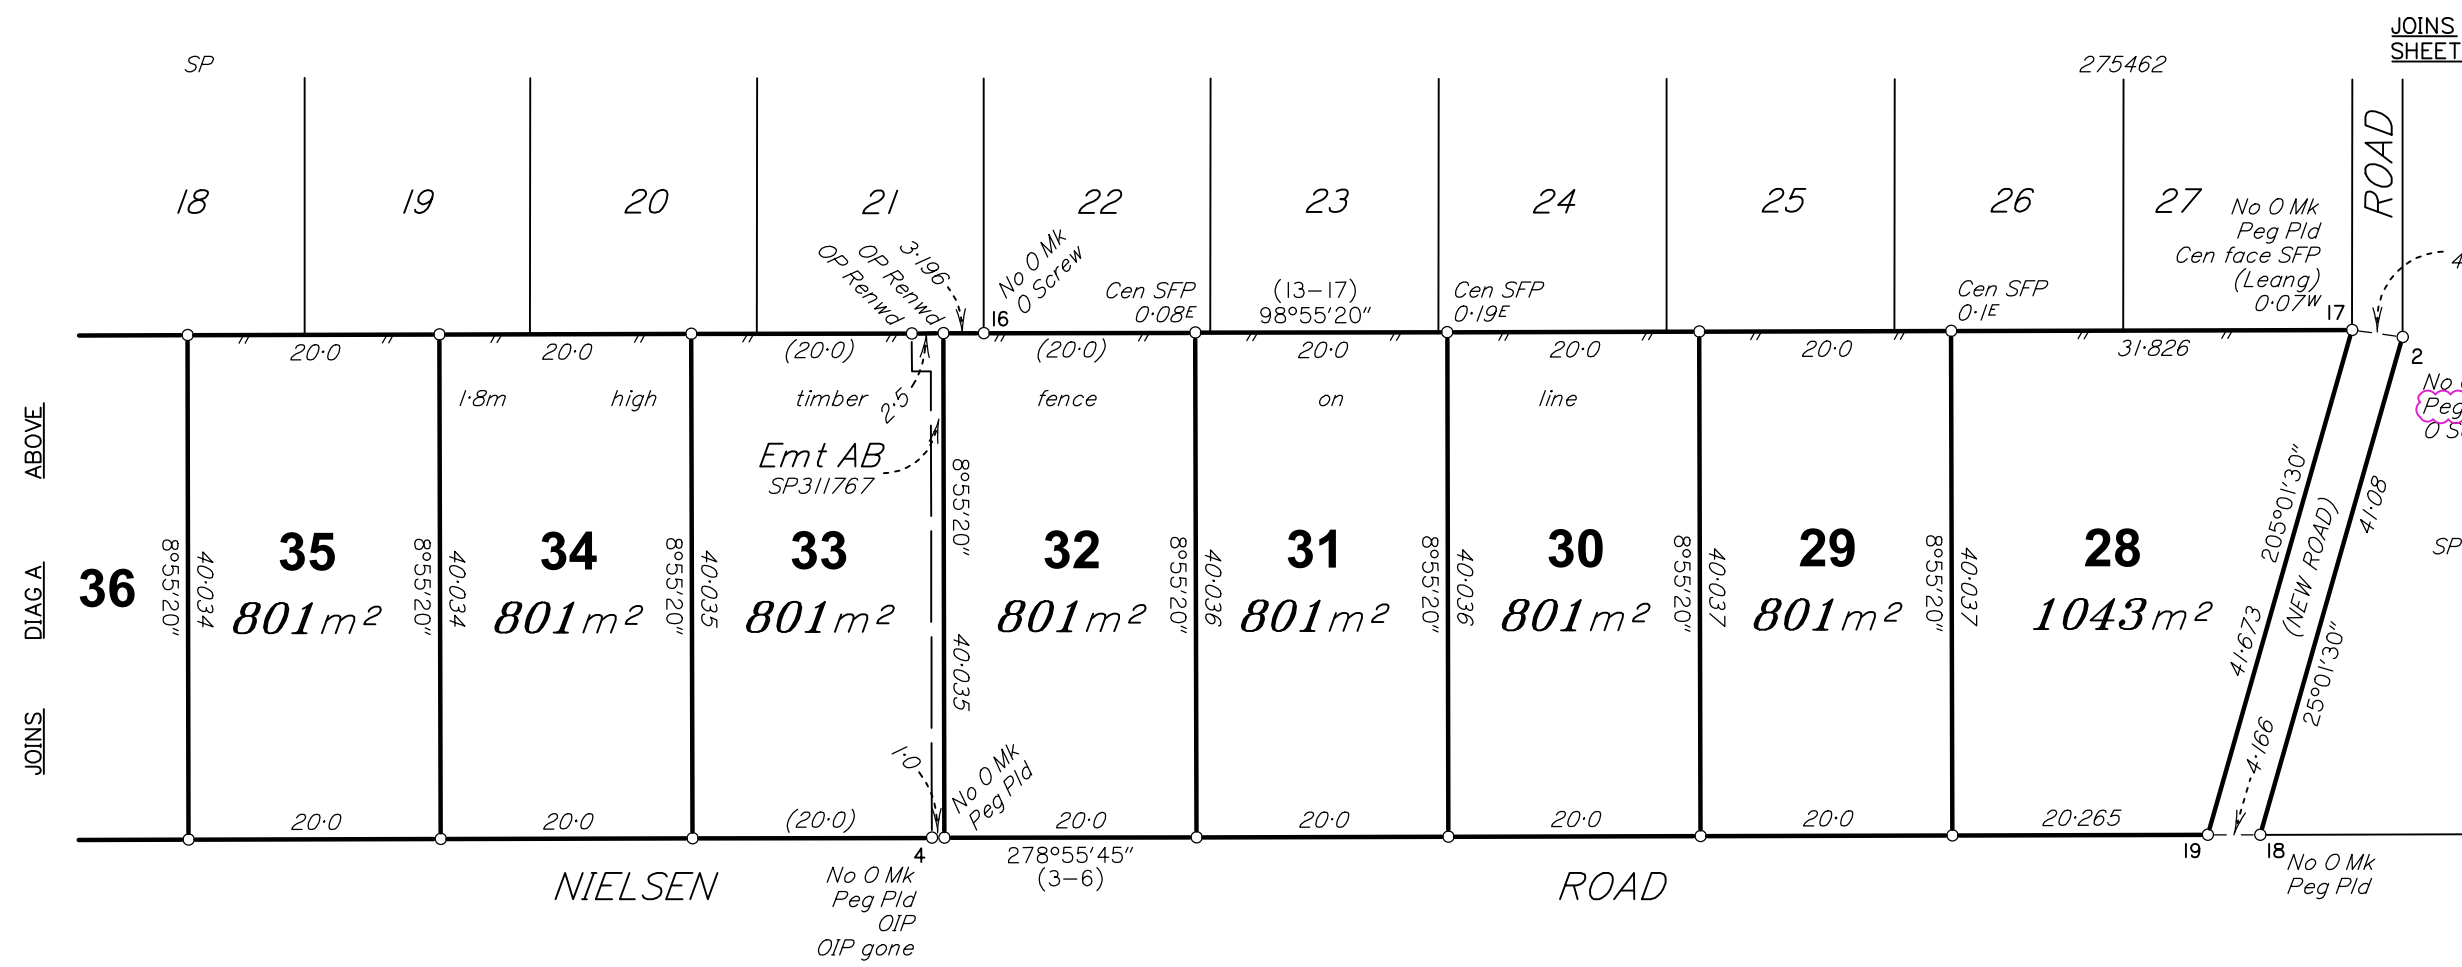 JOINS
SHEET
SP
275462
ROAD
18
19
20
21
22
23
24
25
26
27
No O Mk
Peg Pld
Cen face SFP
(Leang)
0·07W
17
3·196
OP Renwd
OP Renwd
No O Mk
O Screw
16
Cen SFP
0·08E
(13-17)
98°55'20"
Cen SFP
0·19E
Cen SFP
0·1E
4
2
20·0
20·0
(20·0)
(20·0)
20·0
20·0
20·0
31·826
1·8m high timber fence on line
2·5
No
Peg
O S
Emt AB
SP311767
ABOVE
DIAG A
JOINS
36
8°55'20"
40·034
35
801m²
8°55'20"
40·034
34
801m²
8°55'20"
40·035
33
801m²
8°55'20"
40·035
32
801m²
8°55'20"
40·036
31
801m²
8°55'20"
40·036
30
801m²
8°55'20"
40·037
29
801m²
8°55'20"
40·037
28
1043m²
205°01'30"
41·673
(NEW ROAD)
41·08
25°01'30"
SP
4·166
1·0
No O Mk
Peg Pld
20·0
20·0
(20·0)
20·0
20·0
20·0
20·0
20·265
4
278°55'45"
(3-6)
19
18
No O Mk
Peg Pld
NIELSEN
ROAD
No O Mk
Peg Pld
OIP
OIP gone